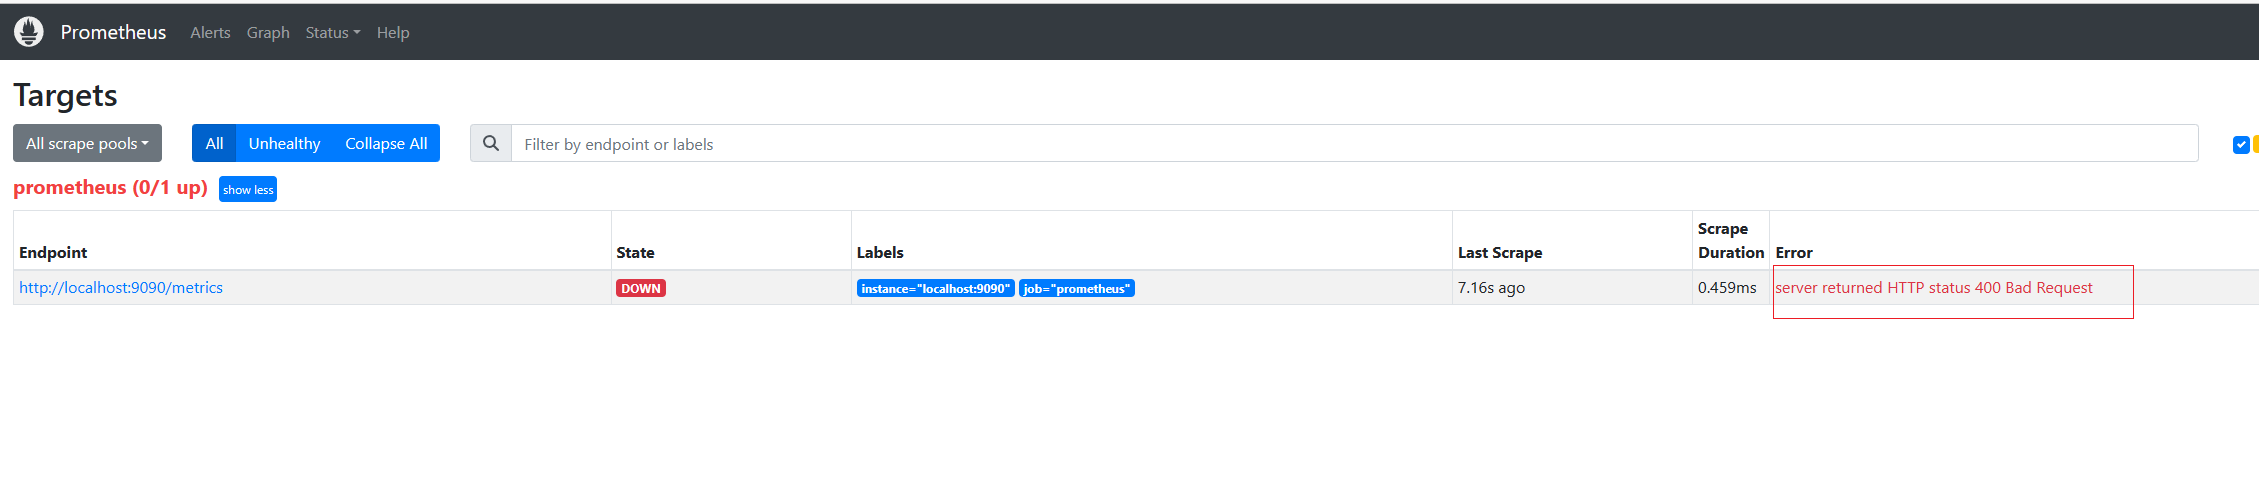 Prometheus Alerts Graph Status Help
Targets
All scrape pools All Unhealthy Collapse All Filter by endpoint or labels
prometheus (0/1 up) show less
Endpoint State Labels Last Scrape Scrape Duration Error
http://localhost:9090/metrics DOWN instance="localhost:9090" job="prometheus" 7.16s ago 0.459ms server returned HTTP status 400 Bad Request